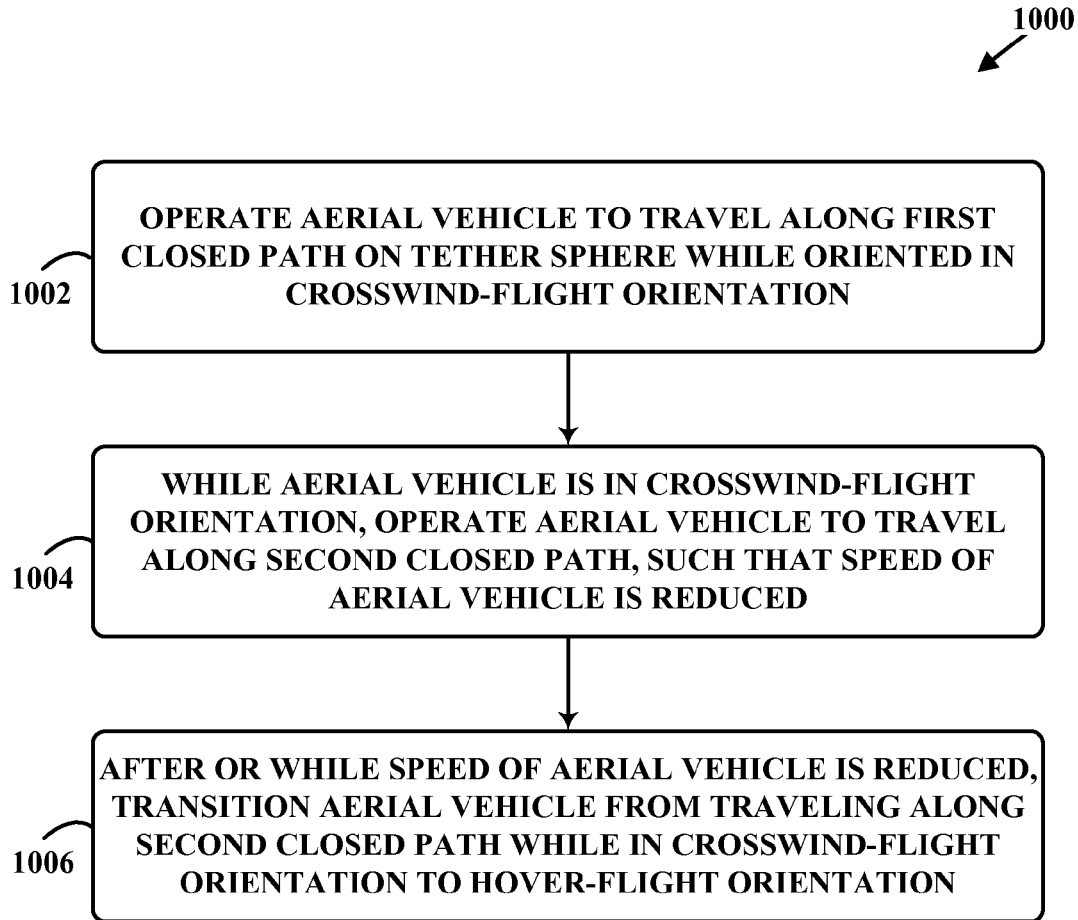 1000
OPERATE AERIAL VEHICLE TO TRAVEL ALONG FIRST
CLOSED PATH ON TETHER SPHERE WHILE ORIENTED IN
CROSSWIND-FLIGHT ORIENTATION
1002
WHILE AERIAL VEHICLE IS IN CROSSWIND-FLIGHT
ORIENTATION, OPERATE AERIAL VEHICLE TO TRAVEL
ALONG SECOND CLOSED PATH, SUCH THAT SPEED OF
AERIAL VEHICLE IS REDUCED
1004
AFTER OR WHILE SPEED OF AERIAL VEHICLE IS REDUCED,
TRANSITION AERIAL VEHICLE FROM TRAVELING ALONG
SECOND CLOSED PATH WHILE IN CROSSWIND-FLIGHT
ORIENTATION TO HOVER-FLIGHT ORIENTATION
1006